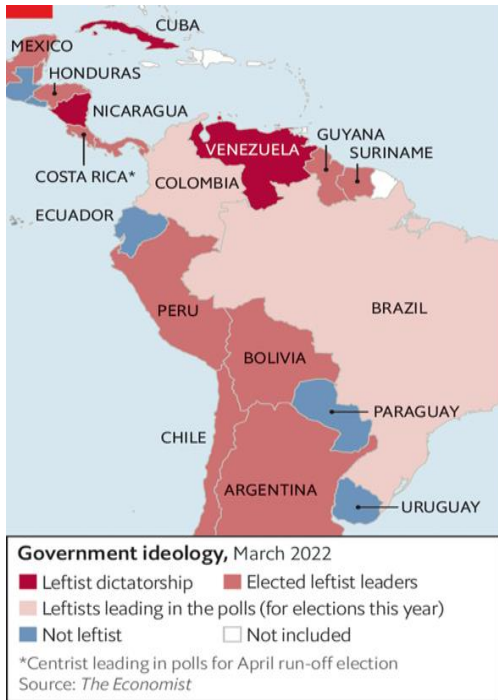 CUBA
MEXICO
HONDURAS
NICARAGUA
GUYANA
VENEZUELA
SURINAME
COSTA RICA*
COLOMBIA
ECUADOR
PERU
BRAZIL
BOLIVIA
PARAGUAY
CHILE
ARGENTINA
URUGUAY
Government ideology, March 2022
Leftist dictatorship
Elected leftist leaders
Leftists leading in the polls (for elections this year)
Not leftist
Not included
*Centrist leading in polls for April run-off election
Source: The Economist